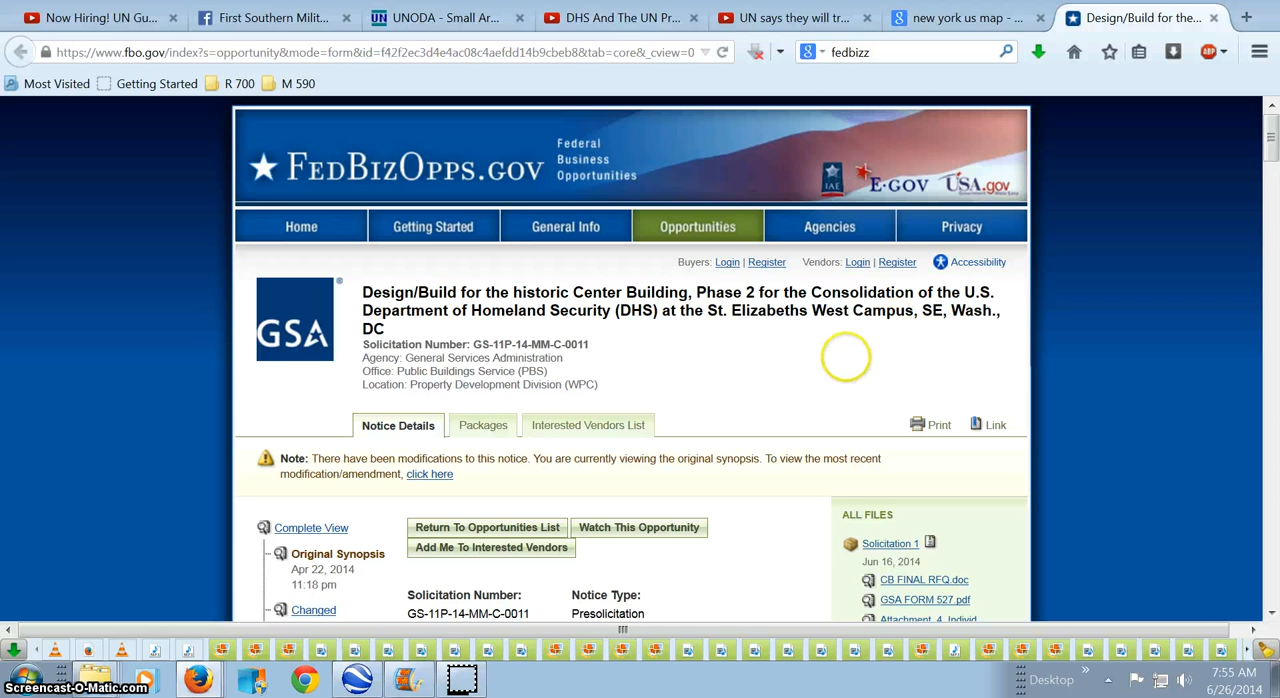 Now Hiring! UN Gu...
First Southern Milit...
UN UNODA - Small Ar...
DHS And The UN Pr...
UN says they will tr...
new york us map - ...
Design/Build for the...
https://www.fbo.gov/index?s=opportunity&mode=form&id=f42f2ec3d4e4ac08c4aefdd14b9cbeb8&tab=core&_cview=0
fedbizz
ABP
Most Visited
Getting Started
R 700
M 590
FedBizOpps.gov
Federal
Business
Opportunities
IAE
E-GOV
USA.gov
Home
Getting Started
General Info
Opportunities
Agencies
Privacy
Buyers: Login | Register
Vendors: Login | Register
Accessibility
GSA
®
Design/Build for the historic Center Building, Phase 2 for the Consolidation of the U.S.
Department of Homeland Security (DHS) at the St. Elizabeths West Campus, SE, Wash.,
DC
Solicitation Number: GS-11P-14-MM-C-0011
Agency: General Services Administration
Office: Public Buildings Service (PBS)
Location: Property Development Division (WPC)
Notice Details
Packages
Interested Vendors List
Print
Link
Note: There have been modifications to this notice. You are currently viewing the original synopsis. To view the most recent
modification/amendment, click here
Complete View
Original Synopsis
Apr 22, 2014
11:18 pm
Changed
Return To Opportunities List
Watch This Opportunity
Add Me To Interested Vendors
Solicitation Number:
GS-11P-14-MM-C-0011
Notice Type:
Presolicitation
ALL FILES
Solicitation 1
Jun 16, 2014
CB FINAL RFQ.doc
GSA FORM 527.pdf
Attachment_4_Individ
Desktop
7:55 AM
6/26/2014
Screencast-O-Matic.com